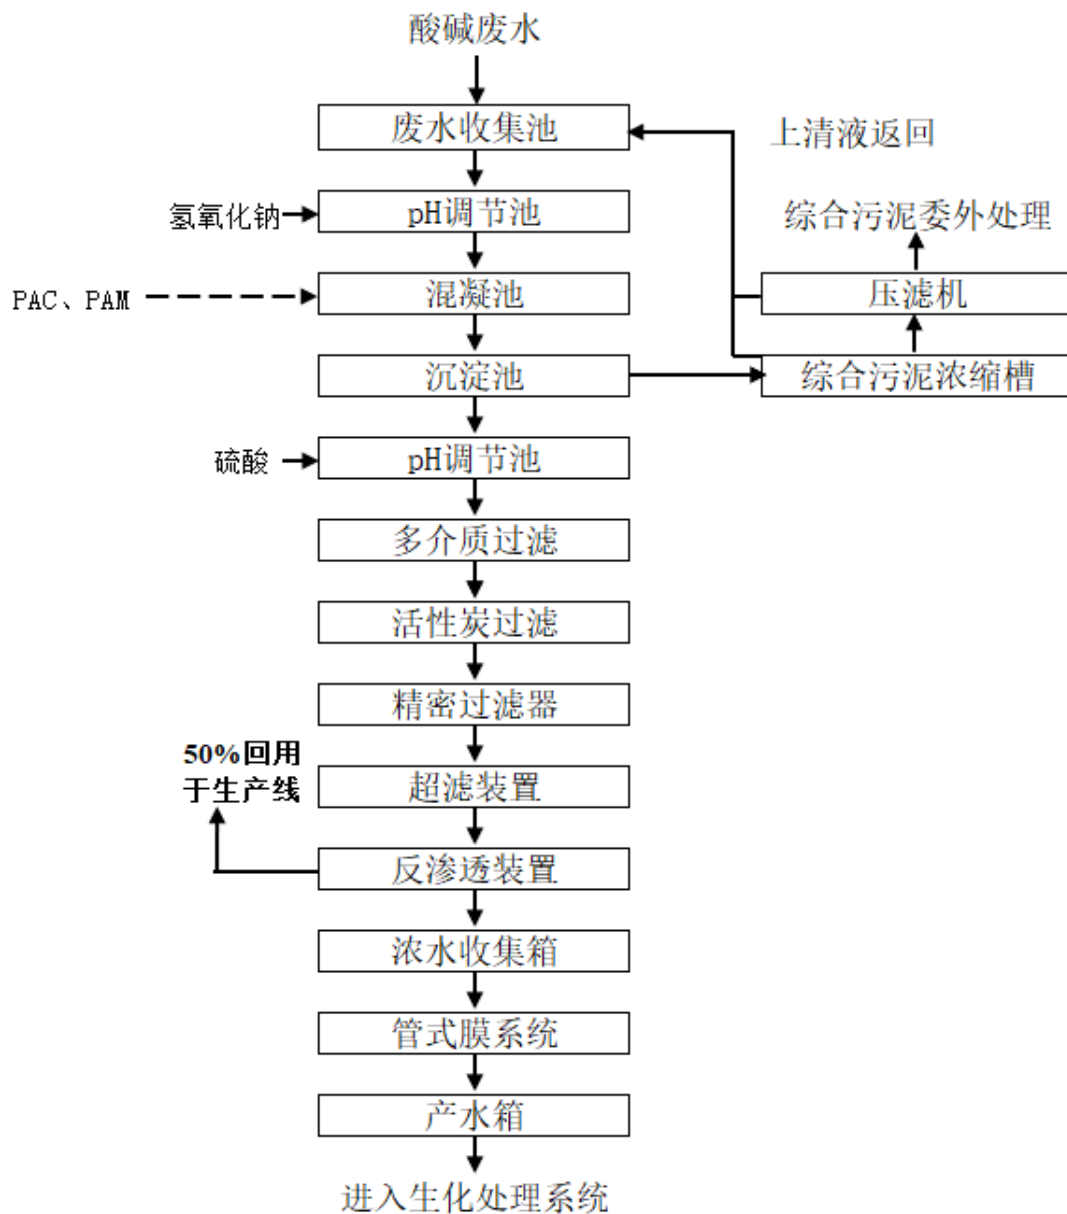 酸碱废水
废水收集池
上清液返回
综合污泥委外处理
氢氧化钠
pH调节池
PAC、PAM
混凝池
压滤机
沉淀池
综合污泥浓缩槽
硫酸
pH调节池
多介质过滤
活性炭过滤
精密过滤器
50%回用
于生产线
超滤装置
反渗透装置
浓水收集箱
管式膜系统
产水箱
进入生化处理系统